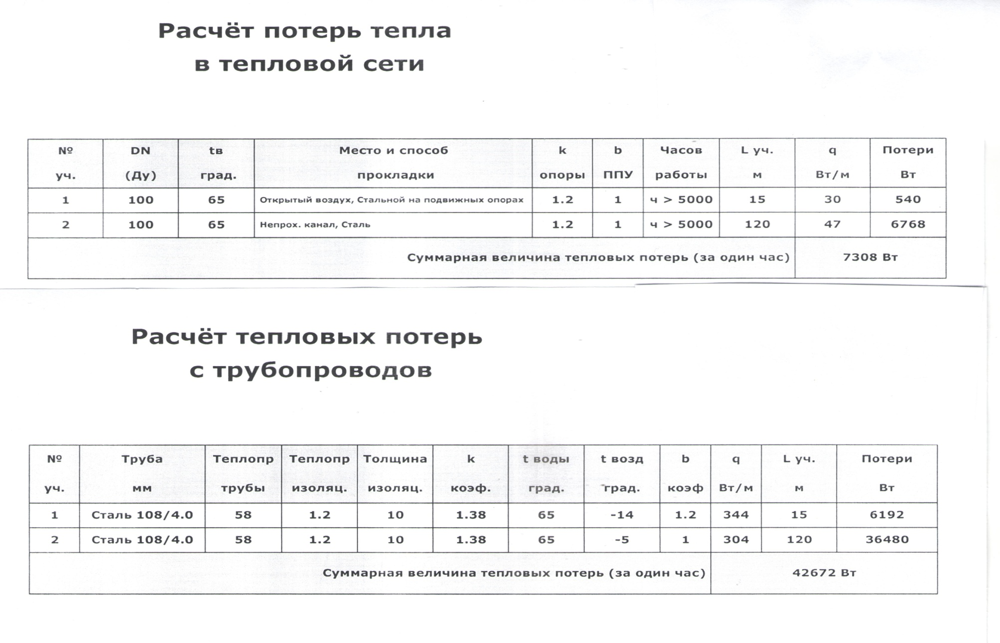 Расчёт потерь тепла
в тепловой сети
№ DN tв Место и способ k b Часов L уч. q Потери
уч. (Ду) град. прокладки опоры ППУ работы м Вт/м Вт
1 100 65 Открытый воздух, Стальной на подвижных опорах 1.2 1 ч > 5000 15 30 540
2 100 65 Непрох. канал, Сталь 1.2 1 ч > 5000 120 47 6768
Суммарная величина тепловых потерь (за один час) 7308 Вт
Расчёт тепловых потерь
с трубопроводов
№ Труба Теплопр Теплопр Толщина k t воды t возд b q L уч. Потери
уч. мм трубы изоляц. изоляц. коэф. град. град. коэф Вт/м м Вт
1 Сталь 108/4.0 58 1.2 10 1.38 65 -14 1.2 344 15 6192
2 Сталь 108/4.0 58 1.2 10 1.38 65 -5 1 304 120 36480
Суммарная величина тепловых потерь (за один час) 42672 Вт